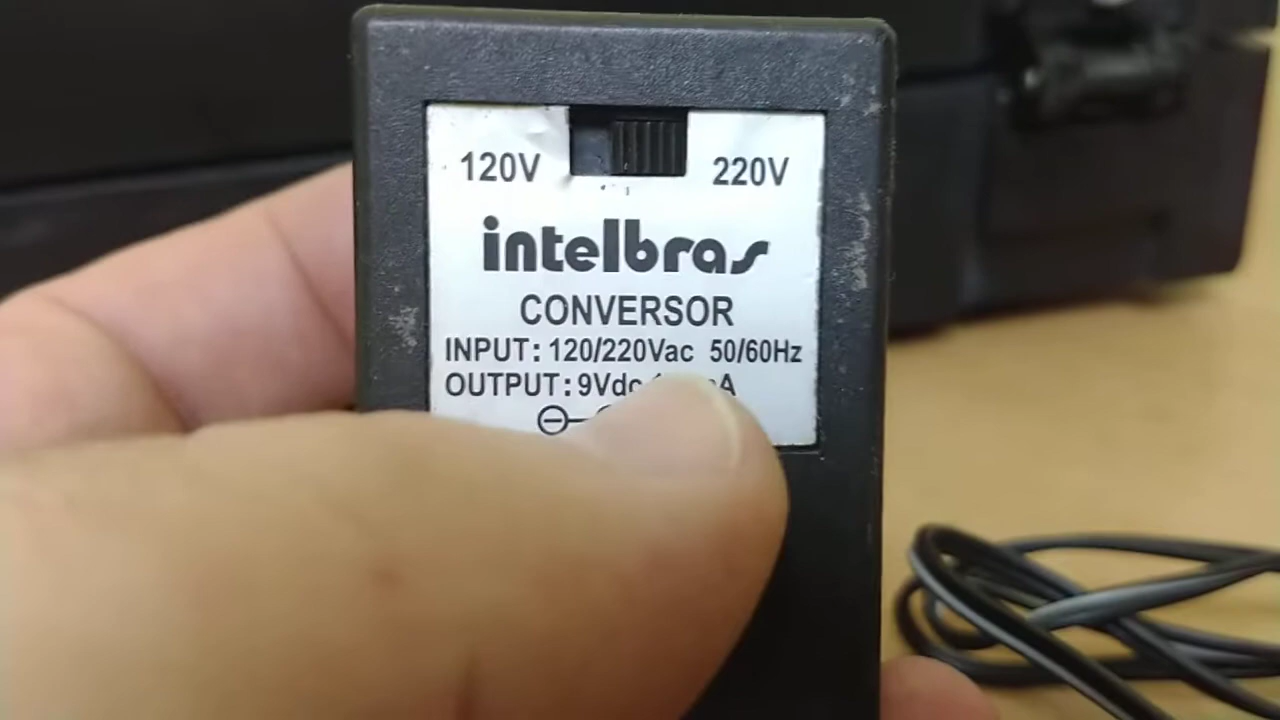 120V 220V
intelbras
CONVERSOR
INPUT: 120/220Vac 50/60Hz
OUTPUT: 9Vdc